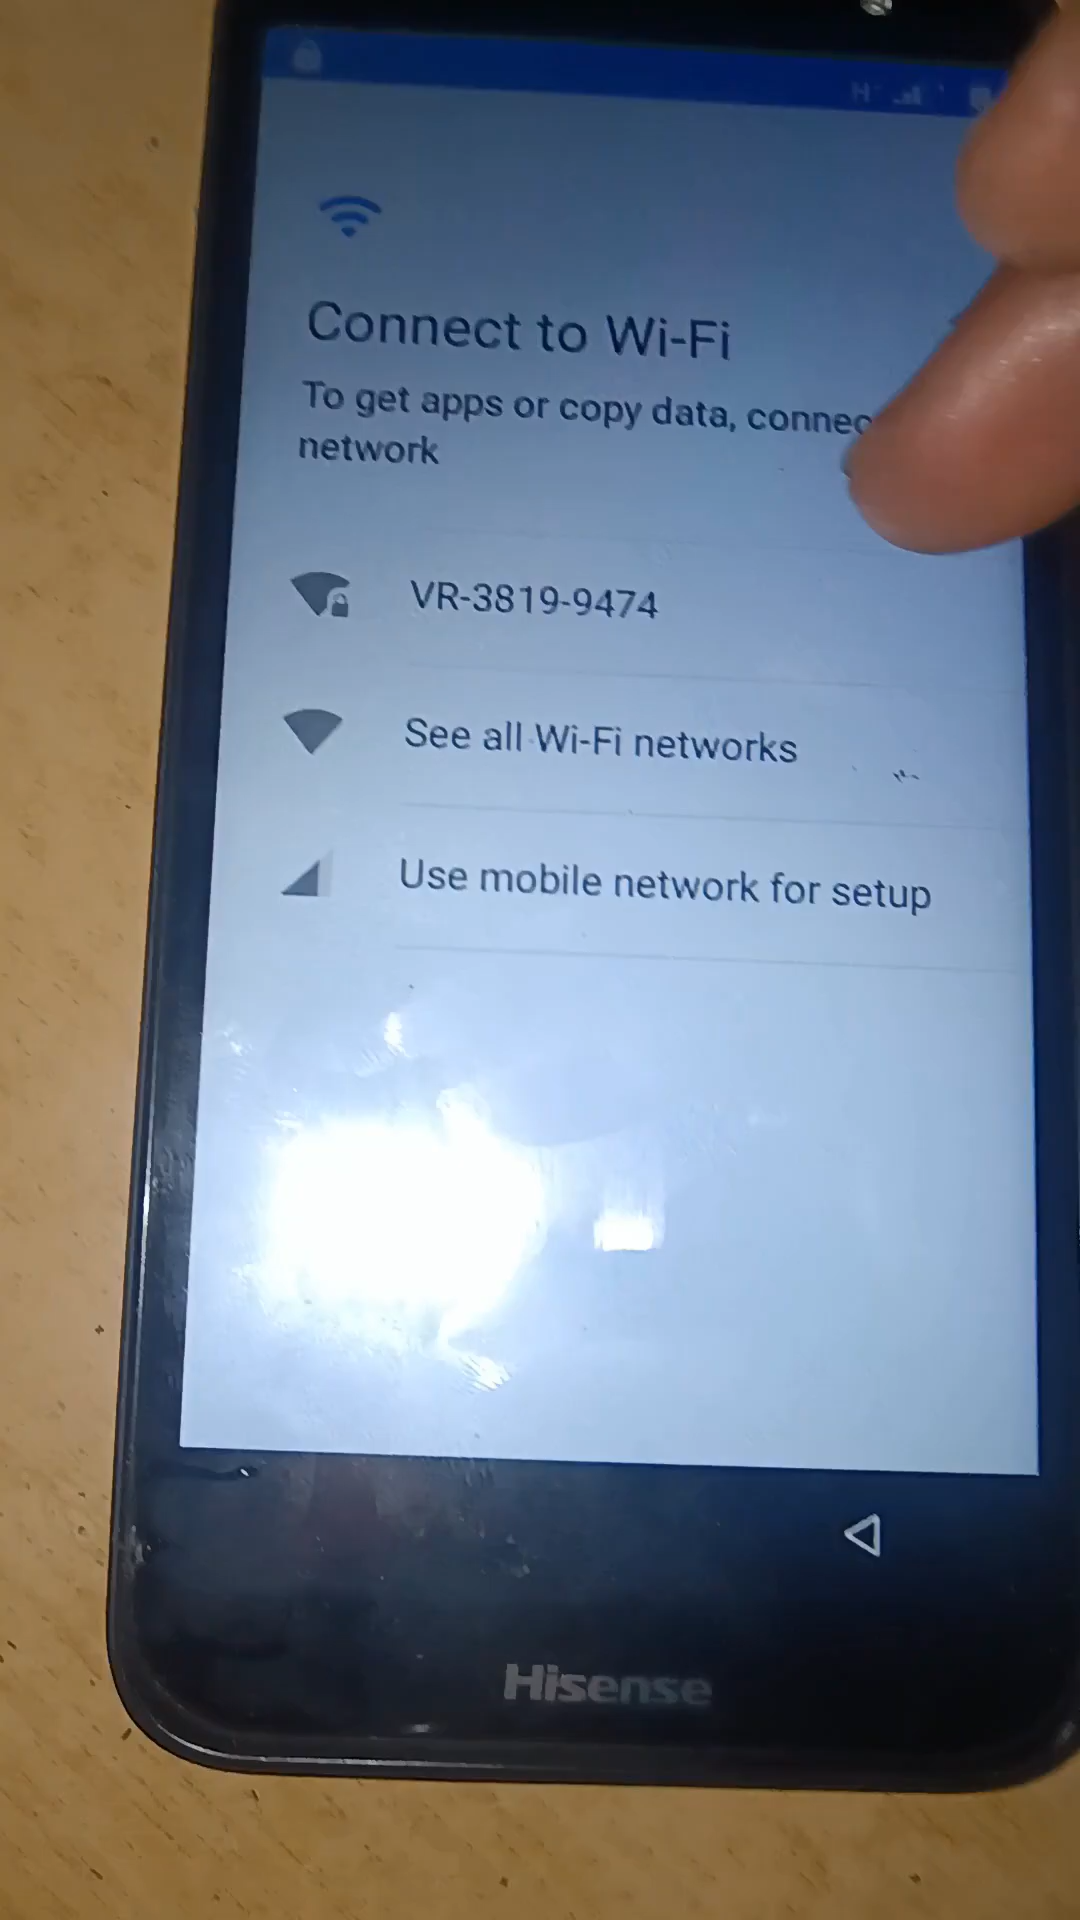 H
Connect to Wi-Fi
To get apps or copy data, connec
network
VR-3819-9474
See all Wi-Fi networks
Use mobile network for setup
Hisense